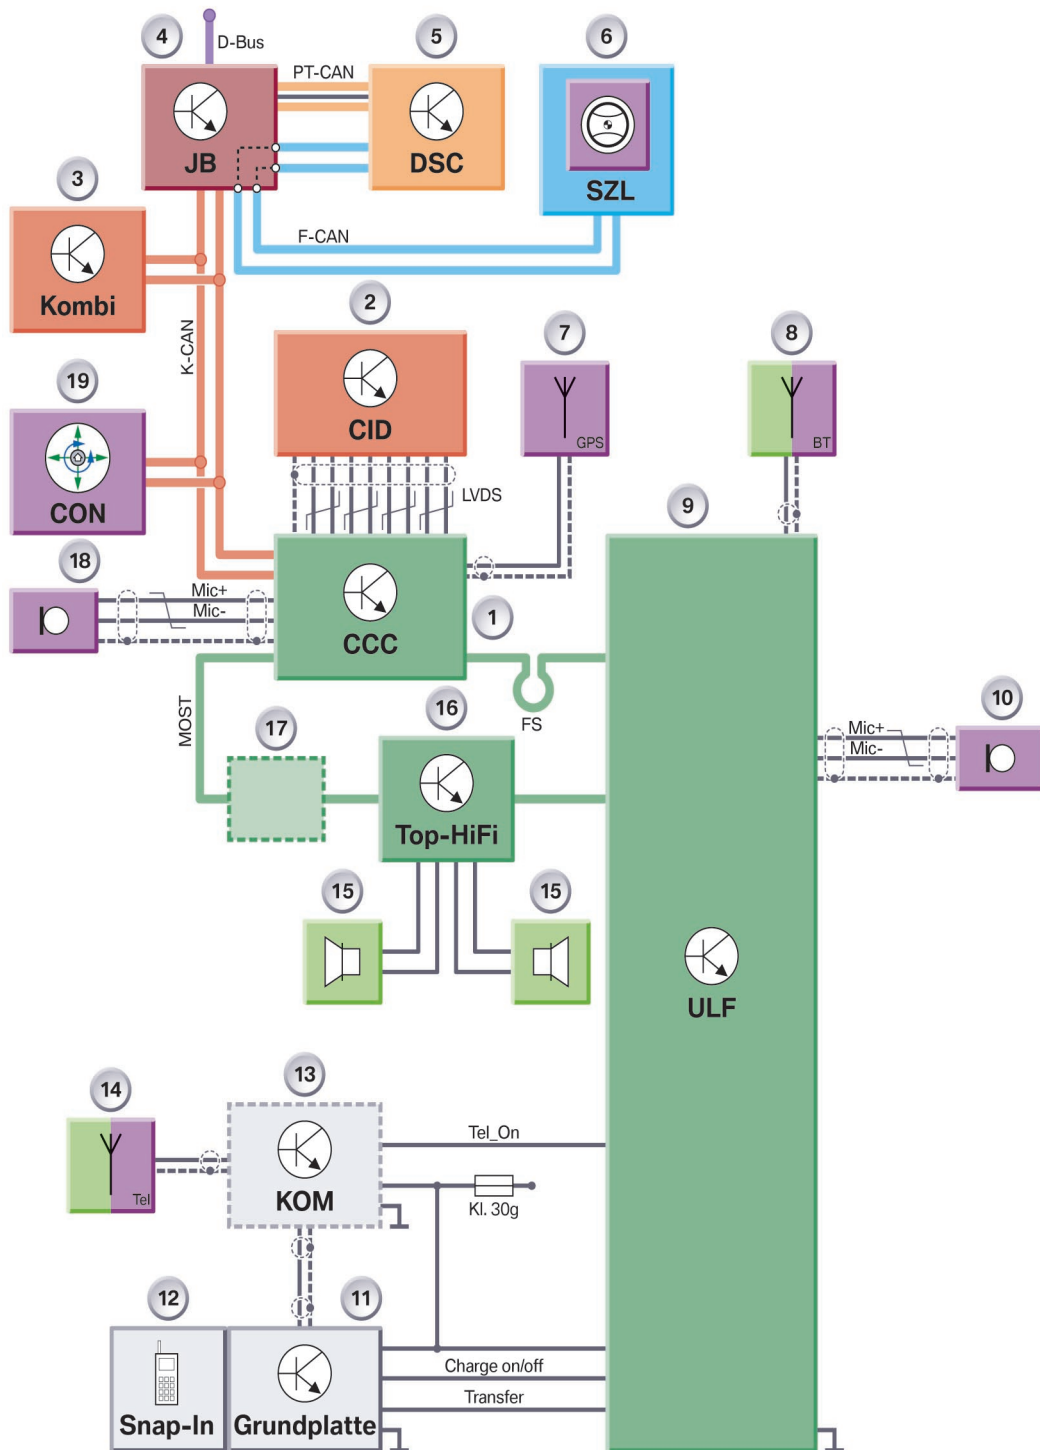 4
D-Bus
5
6
PT-CAN
JB
DSC
SZL
3
F-CAN
Kombi
2
7
8
K-CAN
19
CID
GPS
BT
CON
LVDS
9
18
Mic+
Mic-
CCC
1
MOST
FS
16
17
10
Mic+
Mic-
Top-HiFi
15
15
ULF
13
14
Tel_On
Tel
KOM
Kl. 30g
12
11
Charge on/off
Transfer
Snap-In
Grundplatte